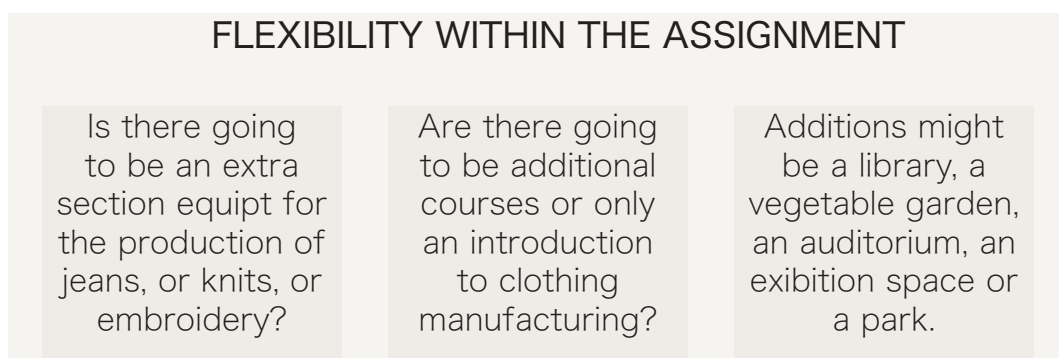 FLEXIBILITY WITHIN THE ASSIGNMENT
Is there going
to be an extra
section equipt for
the production of
jeans, or knits, or
embroidery?
Are there going
to be additional
courses or only
an introduction
to clothing
manufacturing?
Additions might
be a library, a
vegetable garden,
an auditorium, an
exibition space or
a park.